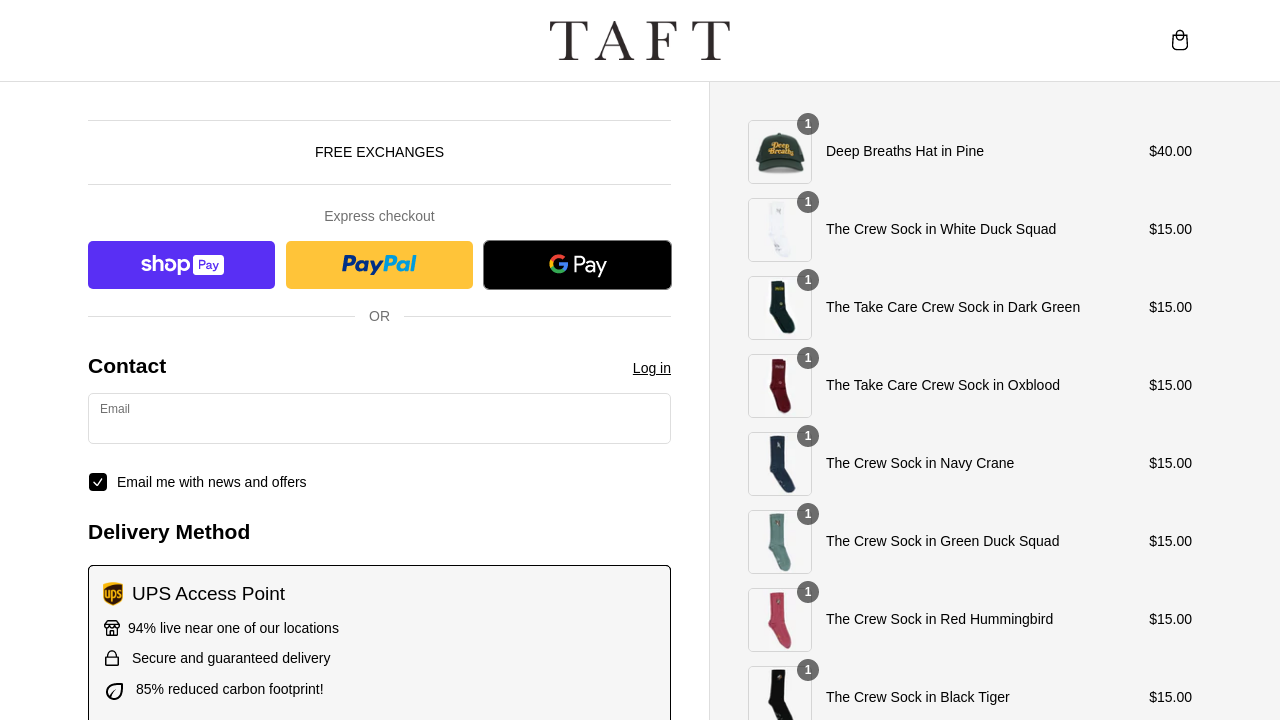 TAFT
FREE EXCHANGES
Express checkout
shop Pay
PayPal
G Pay
OR
Contact
Log in
Email
Email me with news and offers
Delivery Method
ups UPS Access Point
94% live near one of our locations
Secure and guaranteed delivery
85% reduced carbon footprint!
1
Deep Breaths
Deep Breaths Hat in Pine $40.00
1
The Crew Sock in White Duck Squad $15.00
1
The Take Care Crew Sock in Dark Green $15.00
1
The Take Care Crew Sock in Oxblood $15.00
1
The Crew Sock in Navy Crane $15.00
1
The Crew Sock in Green Duck Squad $15.00
1
The Crew Sock in Red Hummingbird $15.00
1
The Crew Sock in Black Tiger $15.00